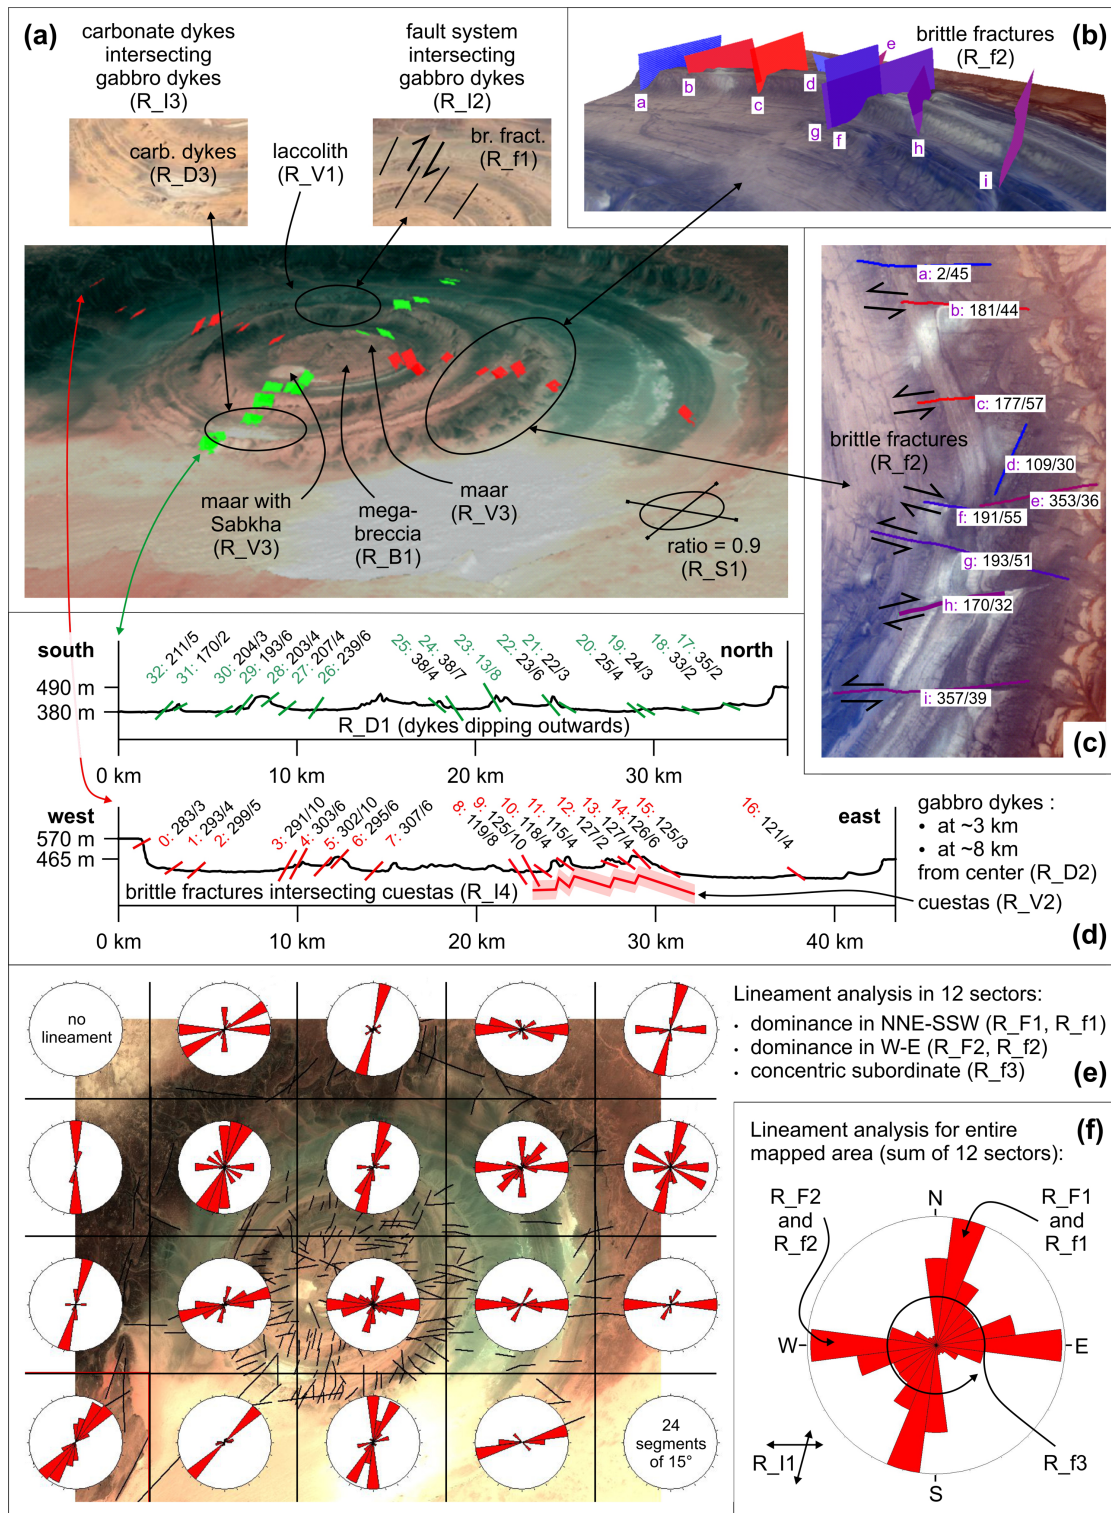 (a)
carbonate dykes
intersecting
gabbro dykes
(R_I3)
fault system
intersecting
gabbro dykes
(R_I2)
carb. dykes
(R_D3)
laccolith
(R_V1)
br. fract.
(R_f1)
maar with
Sabkha
(R_V3)
mega-
breccia
(R_B1)
maar
(R_V3)
ratio = 0.9
(R_S1)
brittle fractures
(R_f2)
(b)
a
b
c
d
e
g
f
h
i
a: 2/45
b: 181/44
c: 177/57
brittle fractures
(R_f2)
d: 109/30
e: 353/36
f: 191/55
g: 193/51
h: 170/32
i: 357/39
(c)
south
north
490 m
380 m
32: 211/5
31: 170/2
30: 204/3
29: 193/6
28: 203/4
27: 207/4
26: 239/6
25: 38/4
24: 38/7
23: 13/8
22: 23/6
21: 22/3
20: 25/4
19: 24/3
18: 33/2
17: 35/2
R_D1 (dykes dipping outwards)
0 km
10 km
20 km
30 km
west
east
570 m
465 m
0: 283/3
1: 293/4
2: 299/5
3: 291/10
4: 303/6
5: 302/10
6: 295/6
7: 307/6
8: 119/8
9: 125/10
10: 118/4
11: 115/4
12: 127/2
13: 127/4
14: 126/6
15: 125/3
16: 121/4
brittle fractures intersecting cuestas (R_I4)
0 km
10 km
20 km
30 km
40 km
gabbro dykes :
• at ~3 km
• at ~8 km
from center (R_D2)
cuestas (R_V2)
(d)
no
lineament
24
segments
of 15°
Lineament analysis in 12 sectors:
· dominance in NNE-SSW (R_F1, R_f1)
· dominance in W-E (R_F2, R_f2)
· concentric subordinate (R_f3)
(e)
Lineament analysis for entire
mapped area (sum of 12 sectors):
(f)
R_F2
and
R_f2
N
R_F1
and
R_f1
W
E
R_I1
S
R_f3